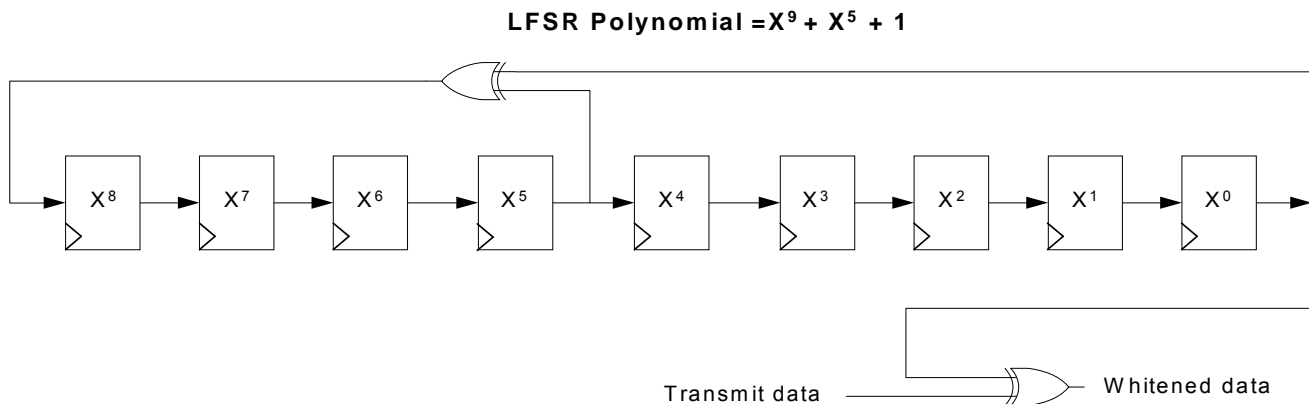 LFSR Polynomial =X⁹ + X⁵ + 1
X⁸ X⁷ X⁶ X⁵ X⁴ X³ X² X¹ X⁰
Transmit data
Whitened data